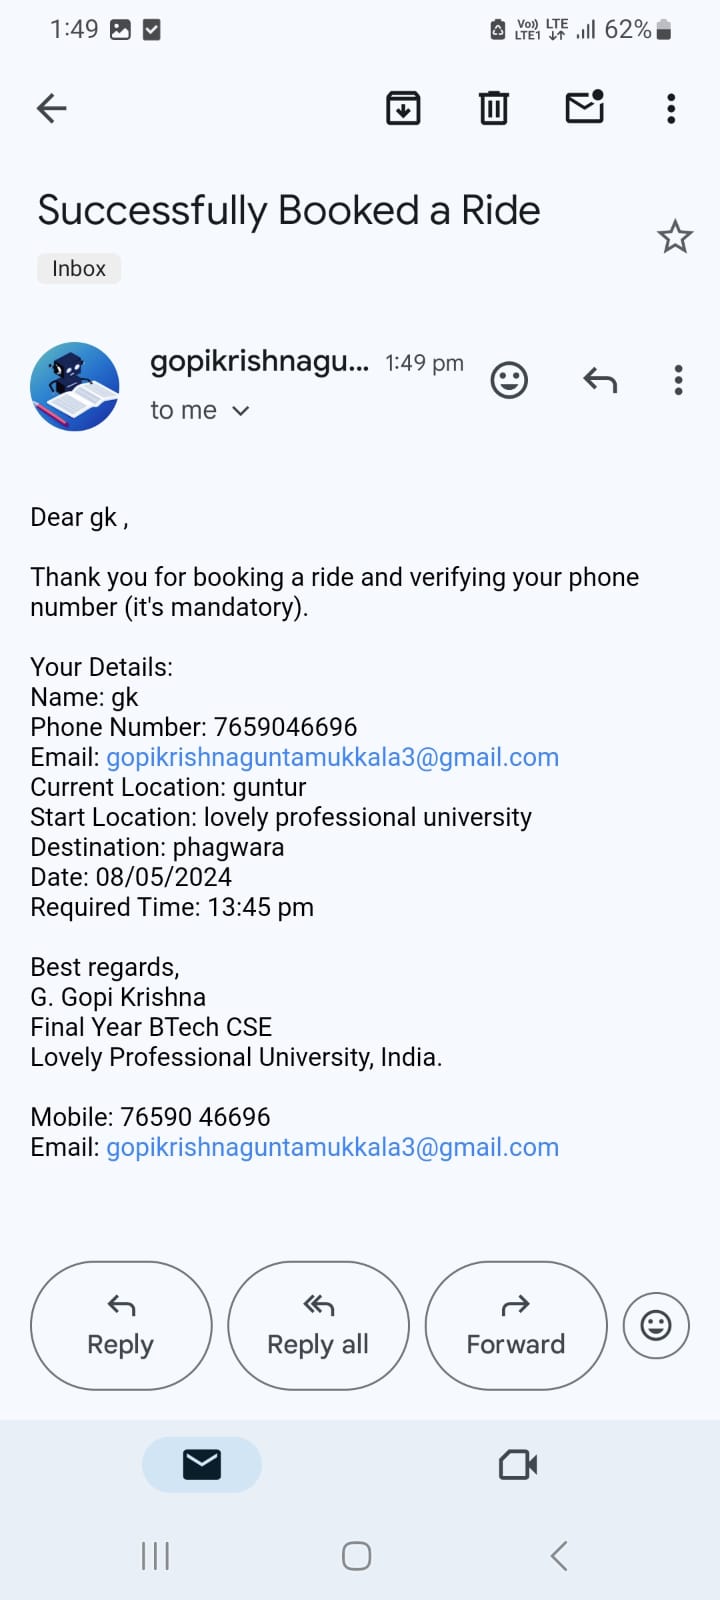 1:49
Vo)) LTE
LTE1
62%
Successfully Booked a Ride
Inbox
gopikrishnagu... 1:49 pm
to me
Dear gk ,
Thank you for booking a ride and verifying your phone
number (it's mandatory).
Your Details:
Name: gk
Phone Number: 7659046696
Email: gopikrishnaguntamukkala3@gmail.com
Current Location: guntur
Start Location: lovely professional university
Destination: phagwara
Date: 08/05/2024
Required Time: 13:45 pm
Best regards,
G. Gopi Krishna
Final Year BTech CSE
Lovely Professional University, India.
Mobile: 76590 46696
Email: gopikrishnaguntamukkala3@gmail.com
Reply
Reply all
Forward